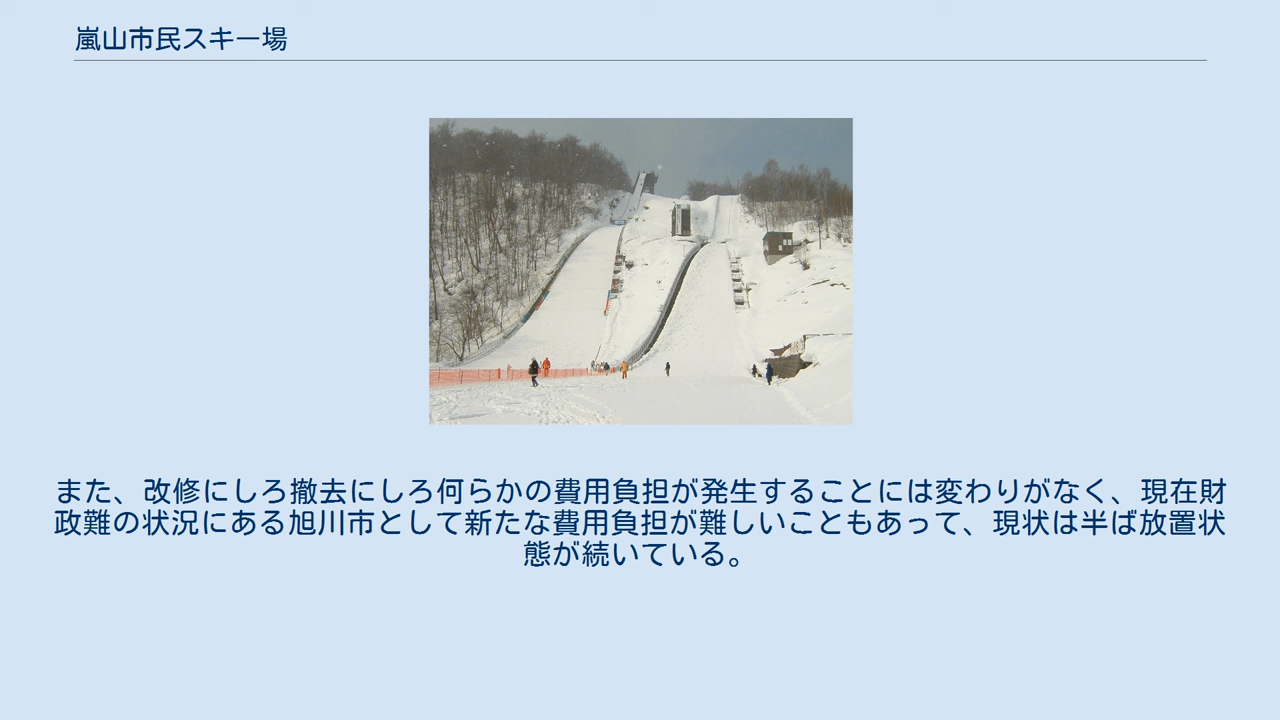 嵐山市民スキー場
また、改修にしろ撤去にしろ何らかの費用負担が発生することには変わりがなく、現在財
政難の状況にある旭川市として新たな費用負担が難しいこともあって、現状は半ば放置状
態が続いている。